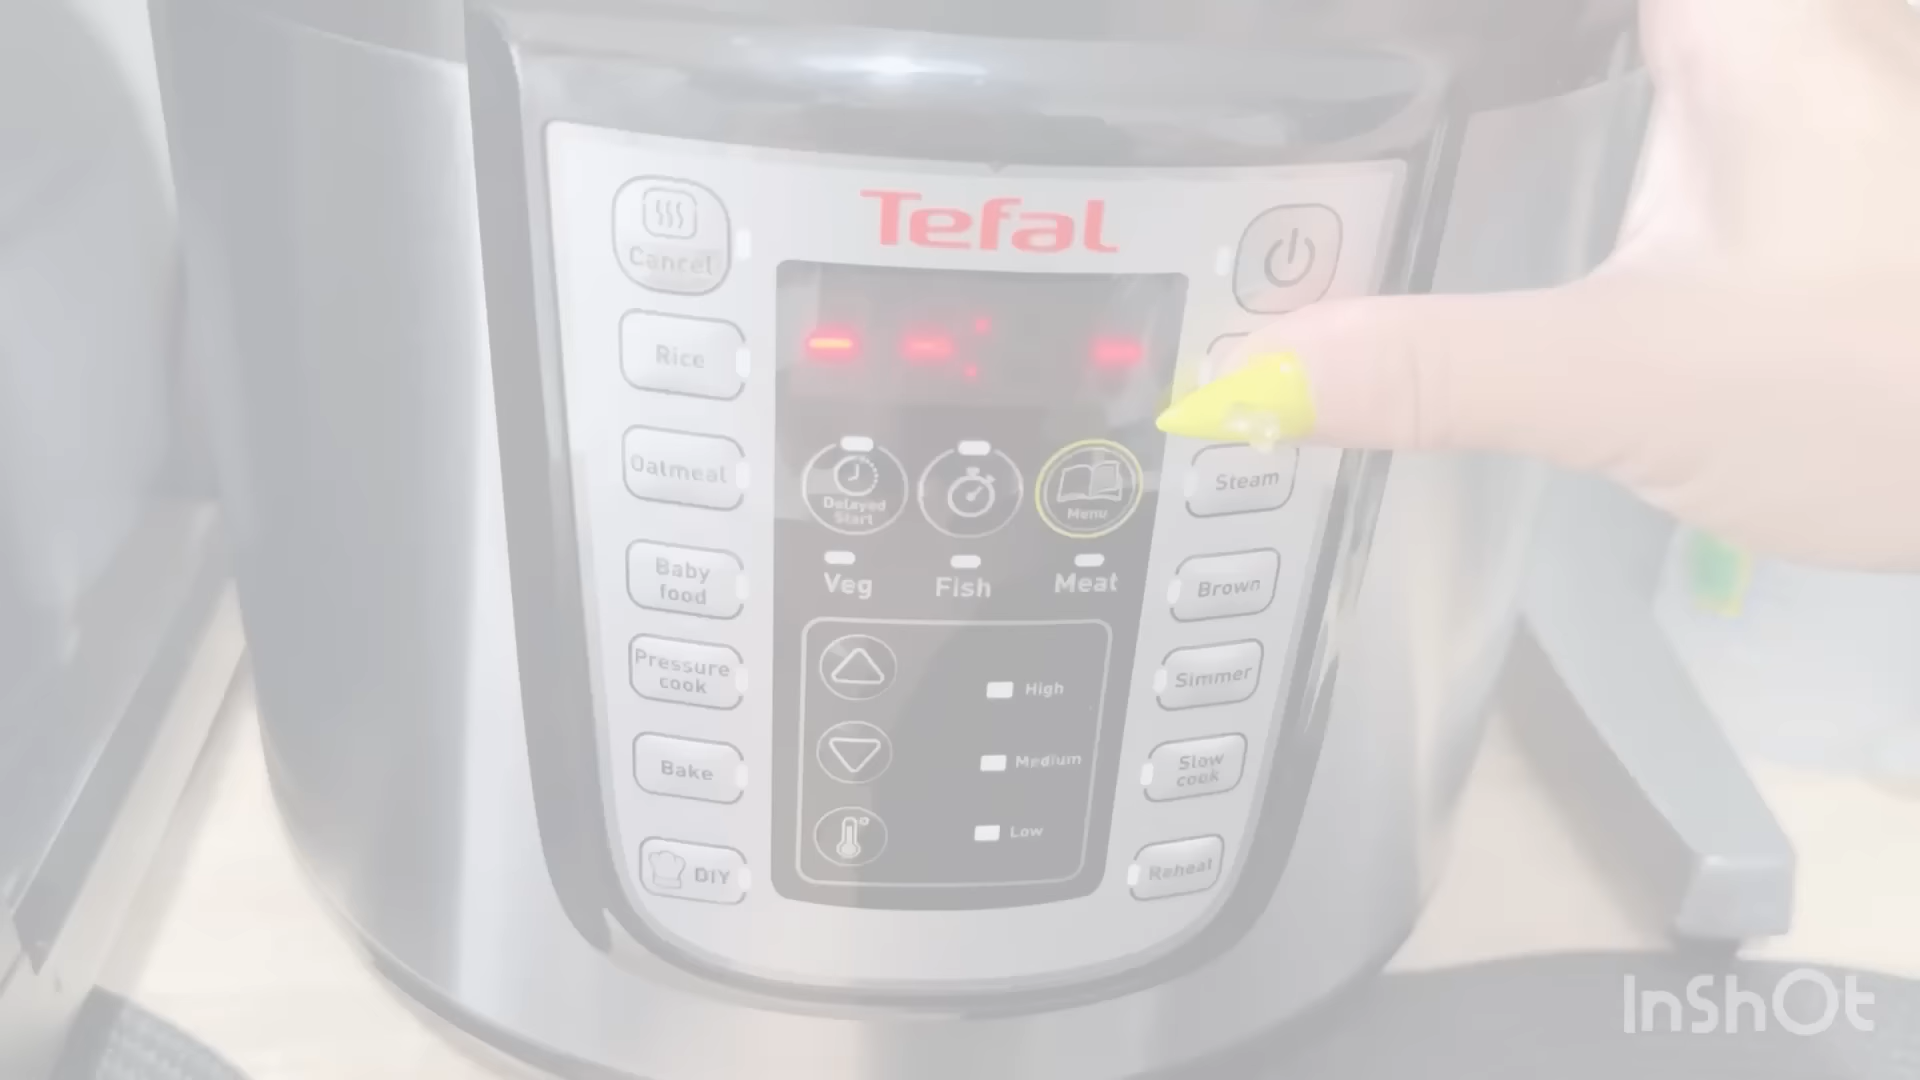 Tefal
Cancel
Rice
Oatmeal
Baby
food
Pressure
cook
Bake
DIY
Delayed
Start
Menu
Veg
Fish
Meat
High
Medium
Low
Steam
Brown
Simmer
Slow
cook
Reheat
InShOt